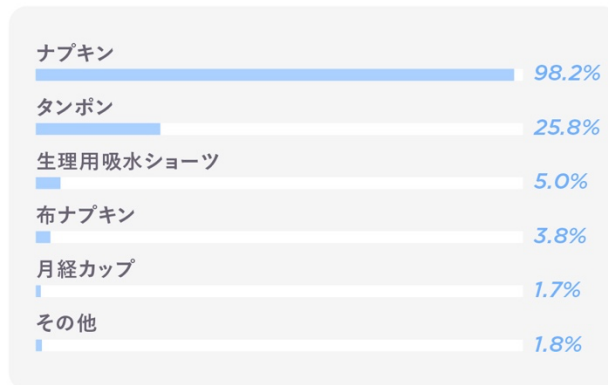 ナプキン
98.2%
タンポン
25.8%
生理用吸水ショーツ
5.0%
布ナプキン
3.8%
月経カップ
1.7%
その他
1.8%